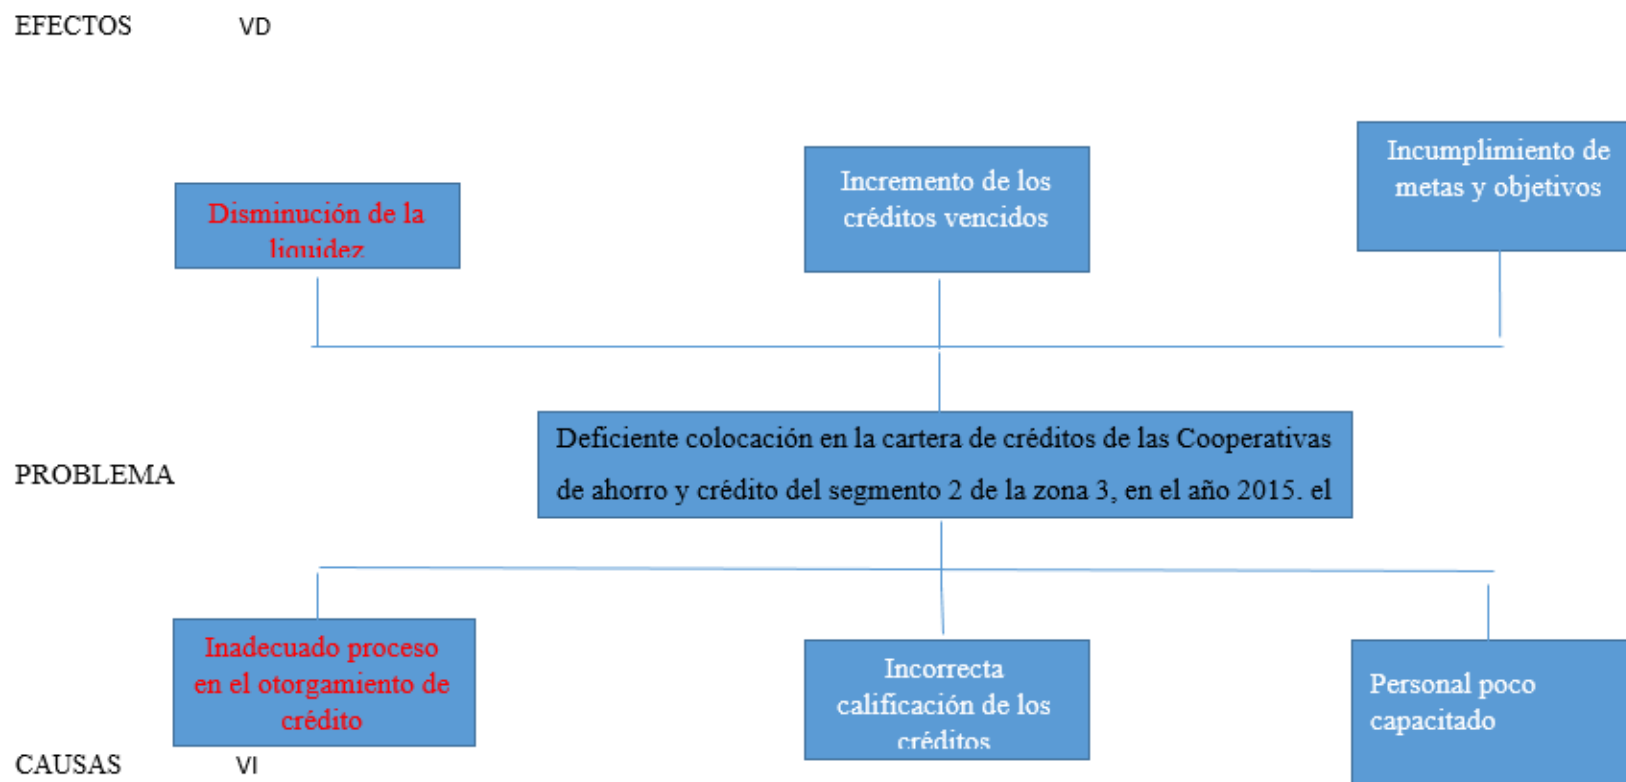 EFECTOS VD
Disminución de la
liquidez
Incremento de los
créditos vencidos
Incumplimiento de
metas y objetivos
PROBLEMA
Deficiente colocación en la cartera de créditos de las Cooperativas
de ahorro y crédito del segmento 2 de la zona 3, en el año 2015. el
Inadecuado proceso
en el otorgamiento de
crédito
Incorrecta
calificación de los
créditos
Personal poco
capacitado
CAUSAS VI